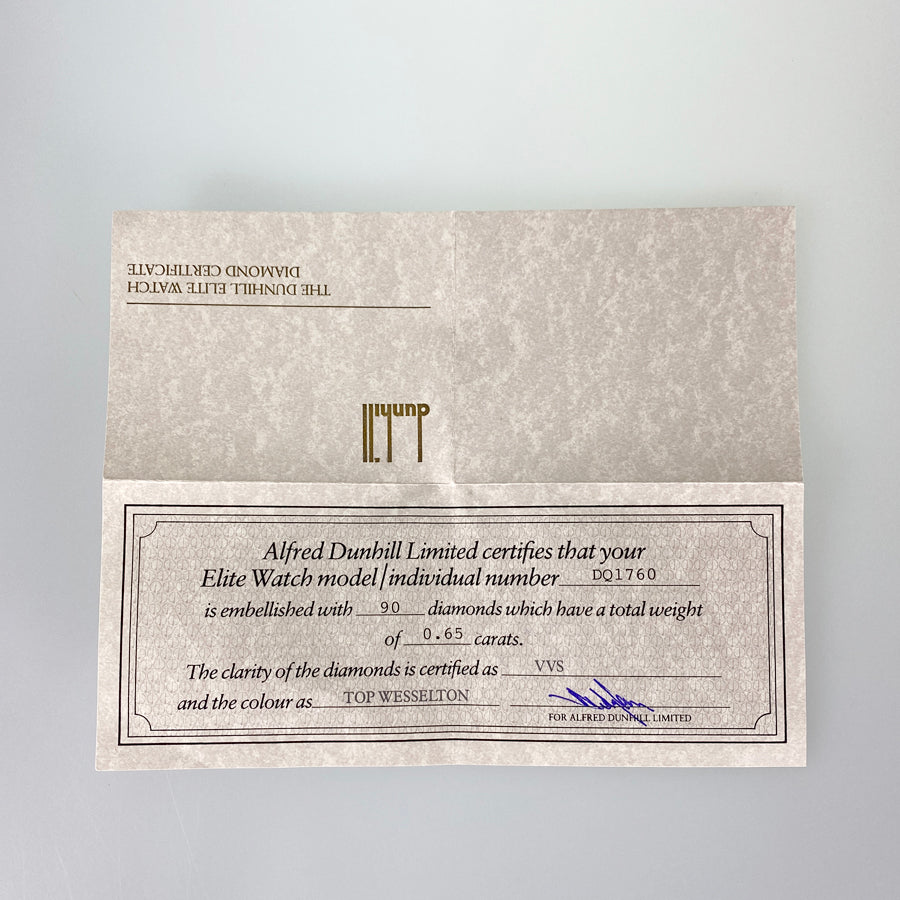 THE DUNHILL ELITE WATCH
DIAMOND CERTIFICATE
dunhill
Alfred Dunhill Limited certifies that your
Elite Watch model/individual number DQ1760
is embellished with 90 diamonds which have a total weight
of 0.65 carats.
The clarity of the diamonds is certified as VVS
and the colour as TOP WESSELTON
FOR ALFRED DUNHILL LIMITED